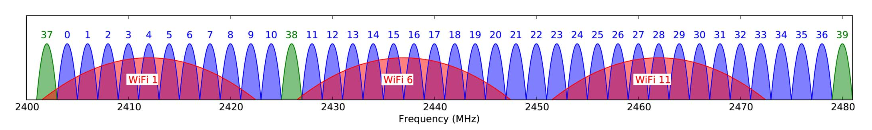 37 0 1 2 3 4 5 6 7 8 9 10 38 11 12 13 14 15 16 17 18 19 20 21 22 23 24 25 26 27 28 29 30 31 32 33 34 35 36 39
WiFi 1 WiFi 6 WiFi 11
2400 2410 2420 2430 2440 2450 2460 2470 2480
Frequency (MHz)